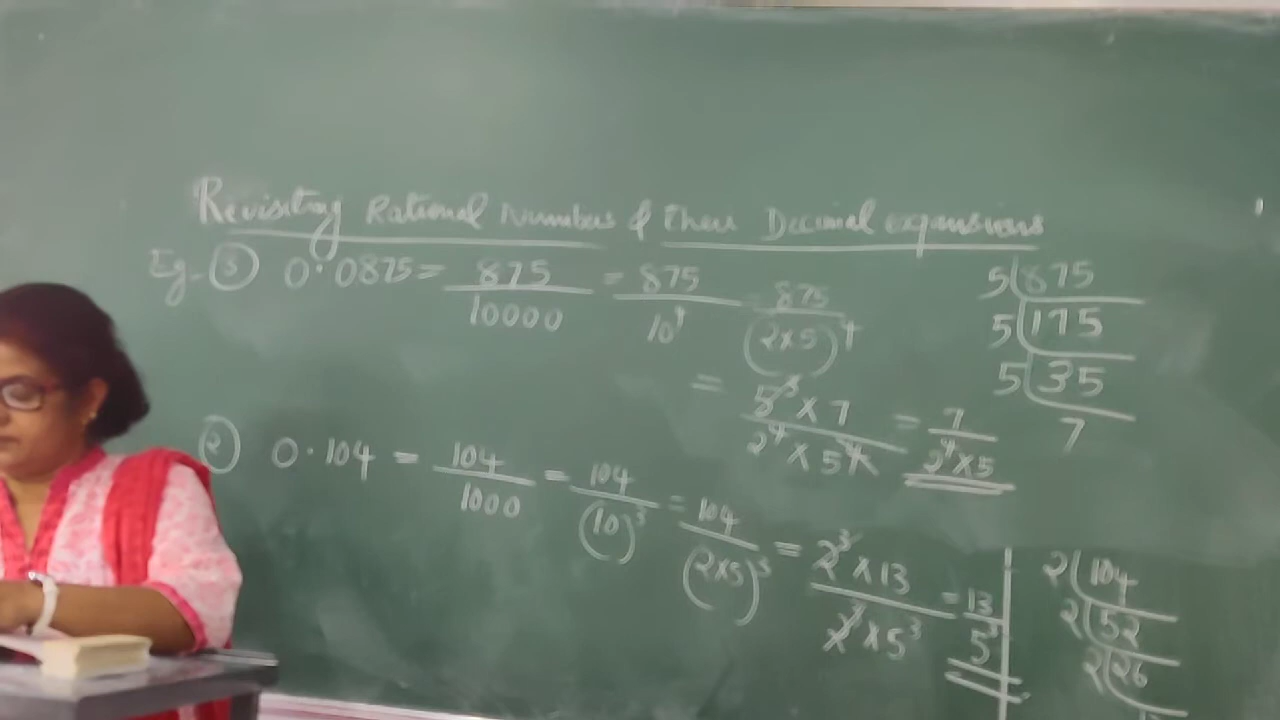 Revisiting Rational Numbers & their Decimal expansions
Eg- ③ 0.0875 = 875/10000 = 875/10⁴ = 875/(2×5)⁴
= 5³ × 7 / 2⁴ × 5⁴ = 7/2⁴×5
5 875
5 175
5 35
7
② 0.104 = 104/1000 = 104/(10)³ = 104/(2×5)³ = 2³ × 13 / 2³ × 5³ = 13/5³
2 104
2 52
2 26